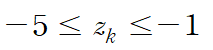 −5 ≤ z_k ≤ −1